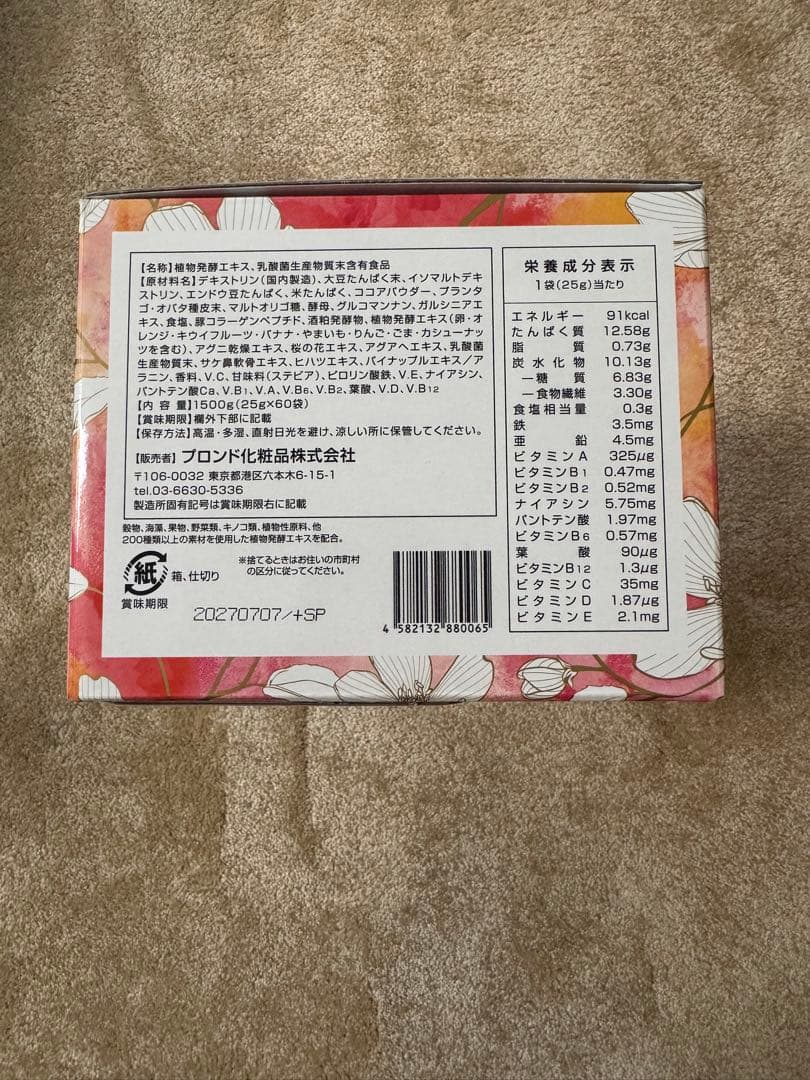 【名称】植物発酵エキス、乳酸菌生産物質末含有食品
【原材料名】デキストリン(国内製造)、大豆たんぱく末、イソマルトデキ
ストリン、エンドウ豆たんぱく、米たんぱく、ココアパウダー、プランタ
ゴ・オバタ種皮末、マルトオリゴ糖、酵母、グルコマンナン、ガルシニアエ
キス、食塩、豚コラーゲンペプチド、酒粕発酵物、植物発酵エキス(卵・オ
レンジ・キウイフルーツ・バナナ・やまいも・りんご・ごま・カシューナッ
ツを含む)、アグニ乾燥エキス、桜の花エキス、アグアヘエキス、乳酸菌
生産物質末、サケ鼻軟骨エキス、ヒハツエキス、パイナップルエキス/ア
ラニン、香料、V.C、甘味料(ステビア)、ピロリン酸鉄、V.E、ナイアシン、
パントテン酸Ca、V.B1、V.A、V.B6、V.B2、葉酸、V.D、V.B12
【内 容 量】1500g(25g×60袋)
【賞味期限】欄外下部に記載
【保存方法】高温・多湿、直射日光を避け、涼しい所に保管してください。
【販売者】ブロンド化粧品株式会社
〒106-0032 東京都港区六本木6-15-1
tel.03-6630-5336
製造所固有記号は賞味期限右に記載
穀物、海藻、果物、野菜類、キノコ類、植物性原料、他
200種類以上の素材を使用した植物発酵エキスを配合。
紙
箱、仕切り
※捨てるときはお住いの市町村
の区分に従ってください。
賞味期限
20270707/+SP
4 582132 880065
栄養成分表示
1袋(25g)当たり
エネルギー 91kcal
たんぱく質 12.58g
脂質 0.73g
炭水化物 10.13g
ー糖質 6.83g
ー食物繊維 3.30g
食塩相当量 0.3g
鉄 3.5mg
亜鉛 4.5mg
ビタミンA 325μg
ビタミンB1 0.47mg
ビタミンB2 0.52mg
ナイアシン 5.75mg
パントテン酸 1.97mg
ビタミンB6 0.57mg
葉酸 90μg
ビタミンB12 1.3μg
ビタミンC 35mg
ビタミンD 1.87μg
ビタミンE 2.1mg